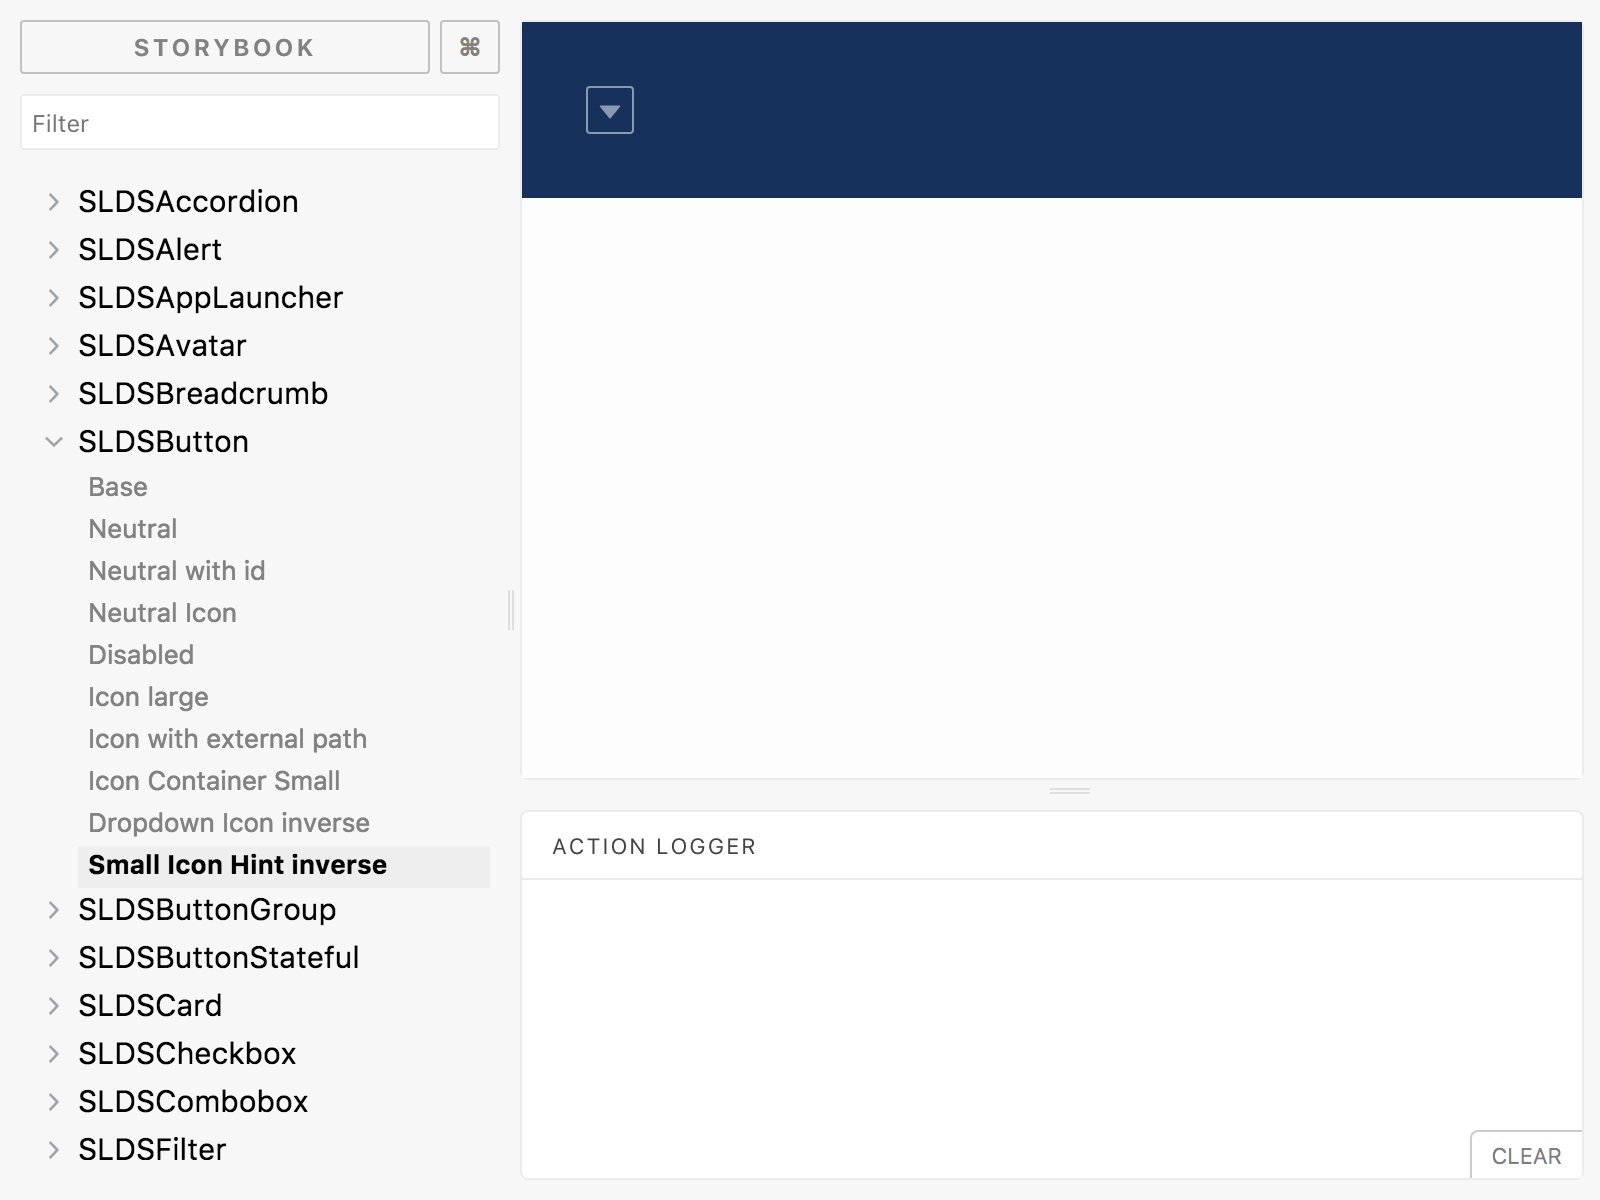 STORYBOOK
⌘
Filter
SLDSAccordion
SLDSAlert
SLDSAppLauncher
SLDSAvatar
SLDSBreadcrumb
SLDSButton
Base
Neutral
Neutral with id
Neutral Icon
Disabled
Icon large
Icon with external path
Icon Container Small
Dropdown Icon inverse
Small Icon Hint inverse
SLDSButtonGroup
SLDSButtonStateful
SLDSCard
SLDSCheckbox
SLDSCombobox
SLDSFilter
ACTION LOGGER
CLEAR